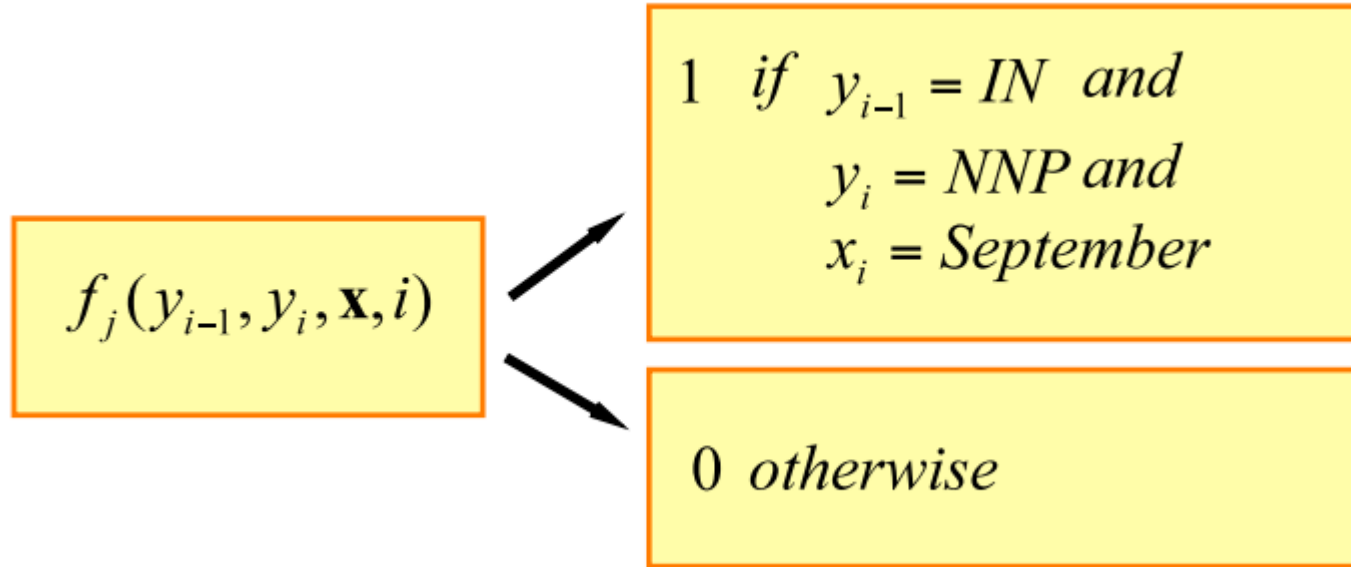 f_j(y_{i−1}, y_i, **x**, i)
1 if y_{i−1} = IN and
y_i = NNP and
x_i = September
0 otherwise